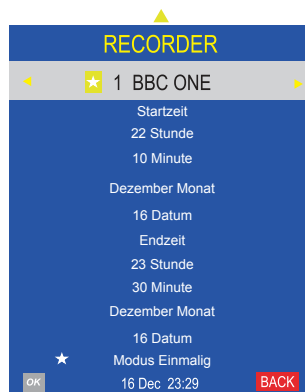 RECORDER
1 BBC ONE
Startzeit
22 Stunde
10 Minute
Dezember Monat
16 Datum
Endzeit
23 Stunde
30 Minute
Dezember Monat
16 Datum
Modus Einmalig
OK 16 Dec 23:29 BACK